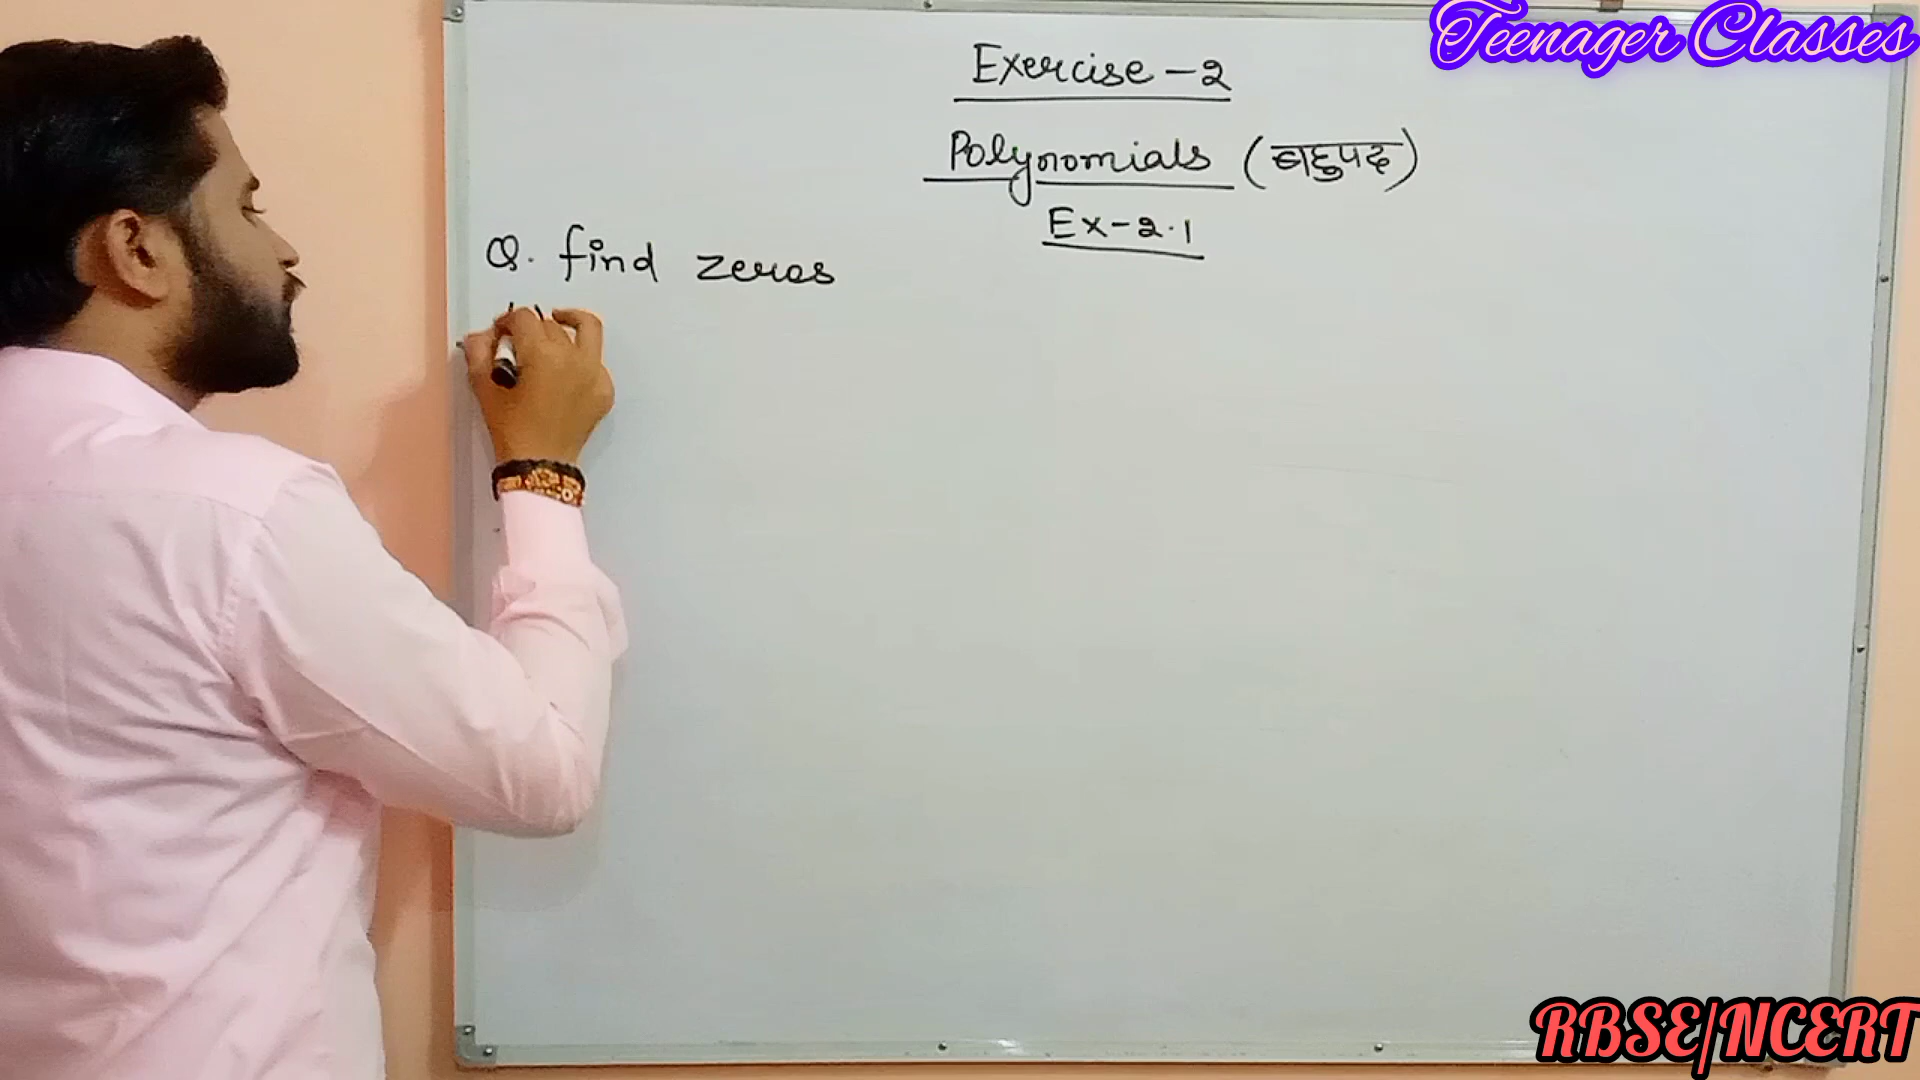 Teenager Classes
Exercise - 2
Polynomials (बहुपद)
Ex-2.1
Q. find zeros
RBSE/NCERT